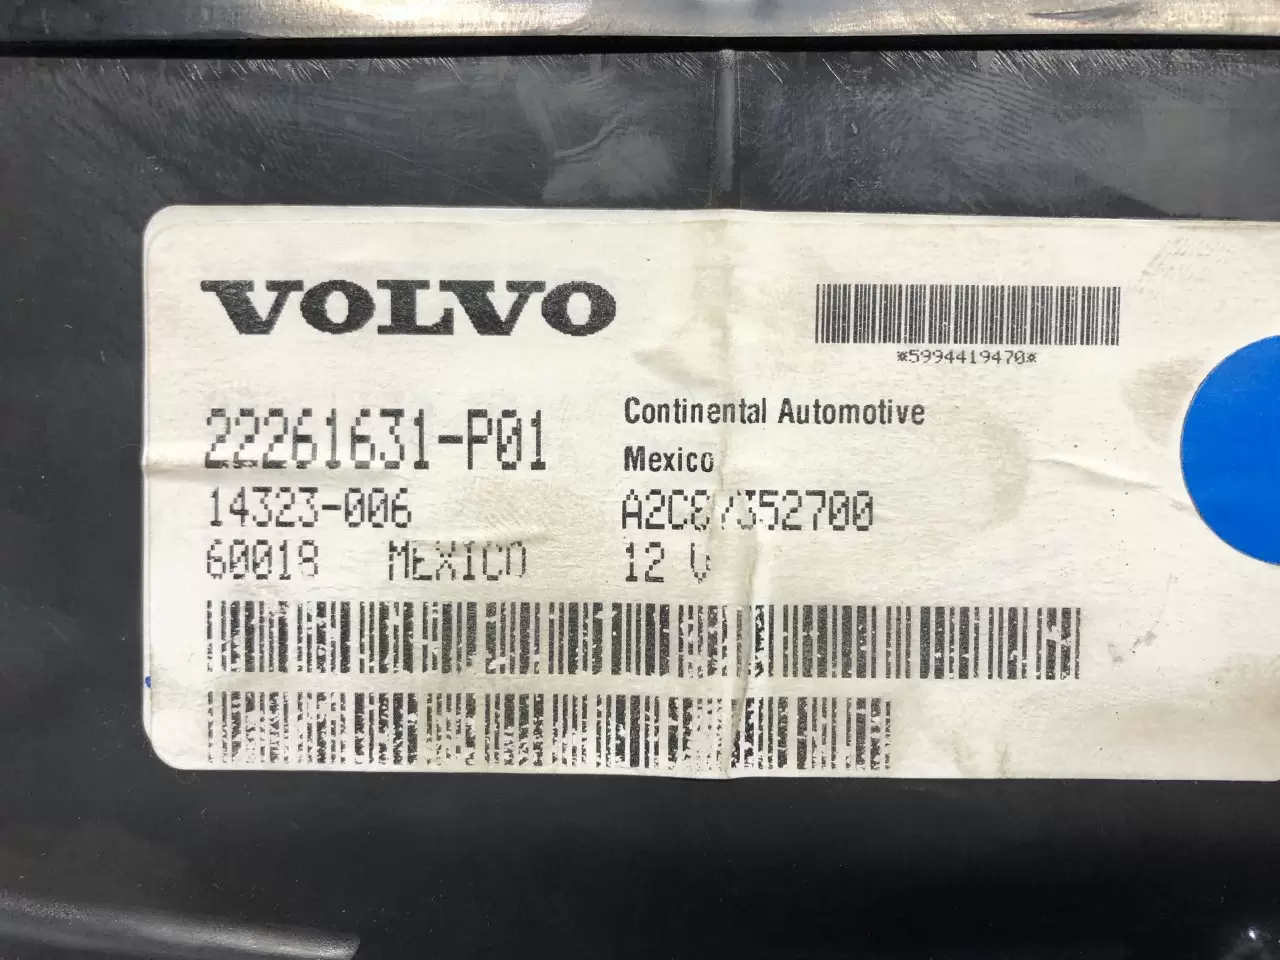 VOLVO
*5994419470*
22261631-P01
Continental Automotive
Mexico
14323-006
60018 MEXICO
12 V